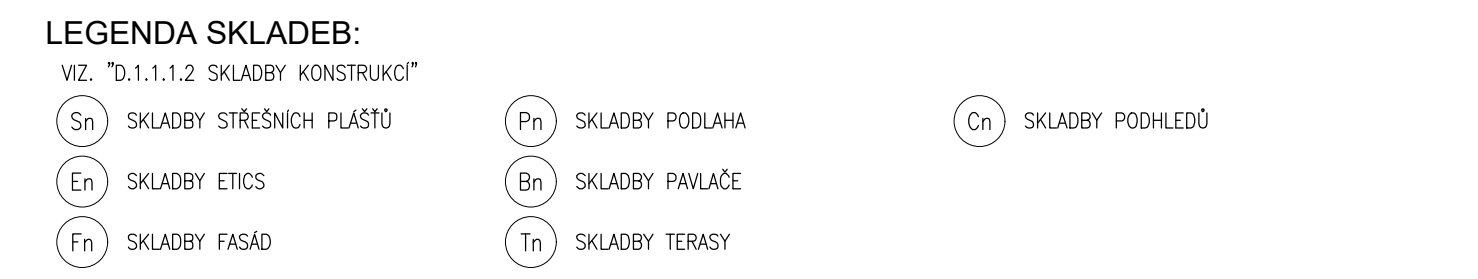 LEGENDA SKLADEB:
VIZ. "D.1.1.1.2 SKLADBY KONSTRUKCÍ"
Sn SKLADBY STŘEŠNÍCH PLÁŠŤŮ
En SKLADBY ETICS
Fn SKLADBY FASÁD
Pn SKLADBY PODLAHA
Bn SKLADBY PAVLAČE
Tn SKLADBY TERASY
Cn SKLADBY PODHLEDŮ